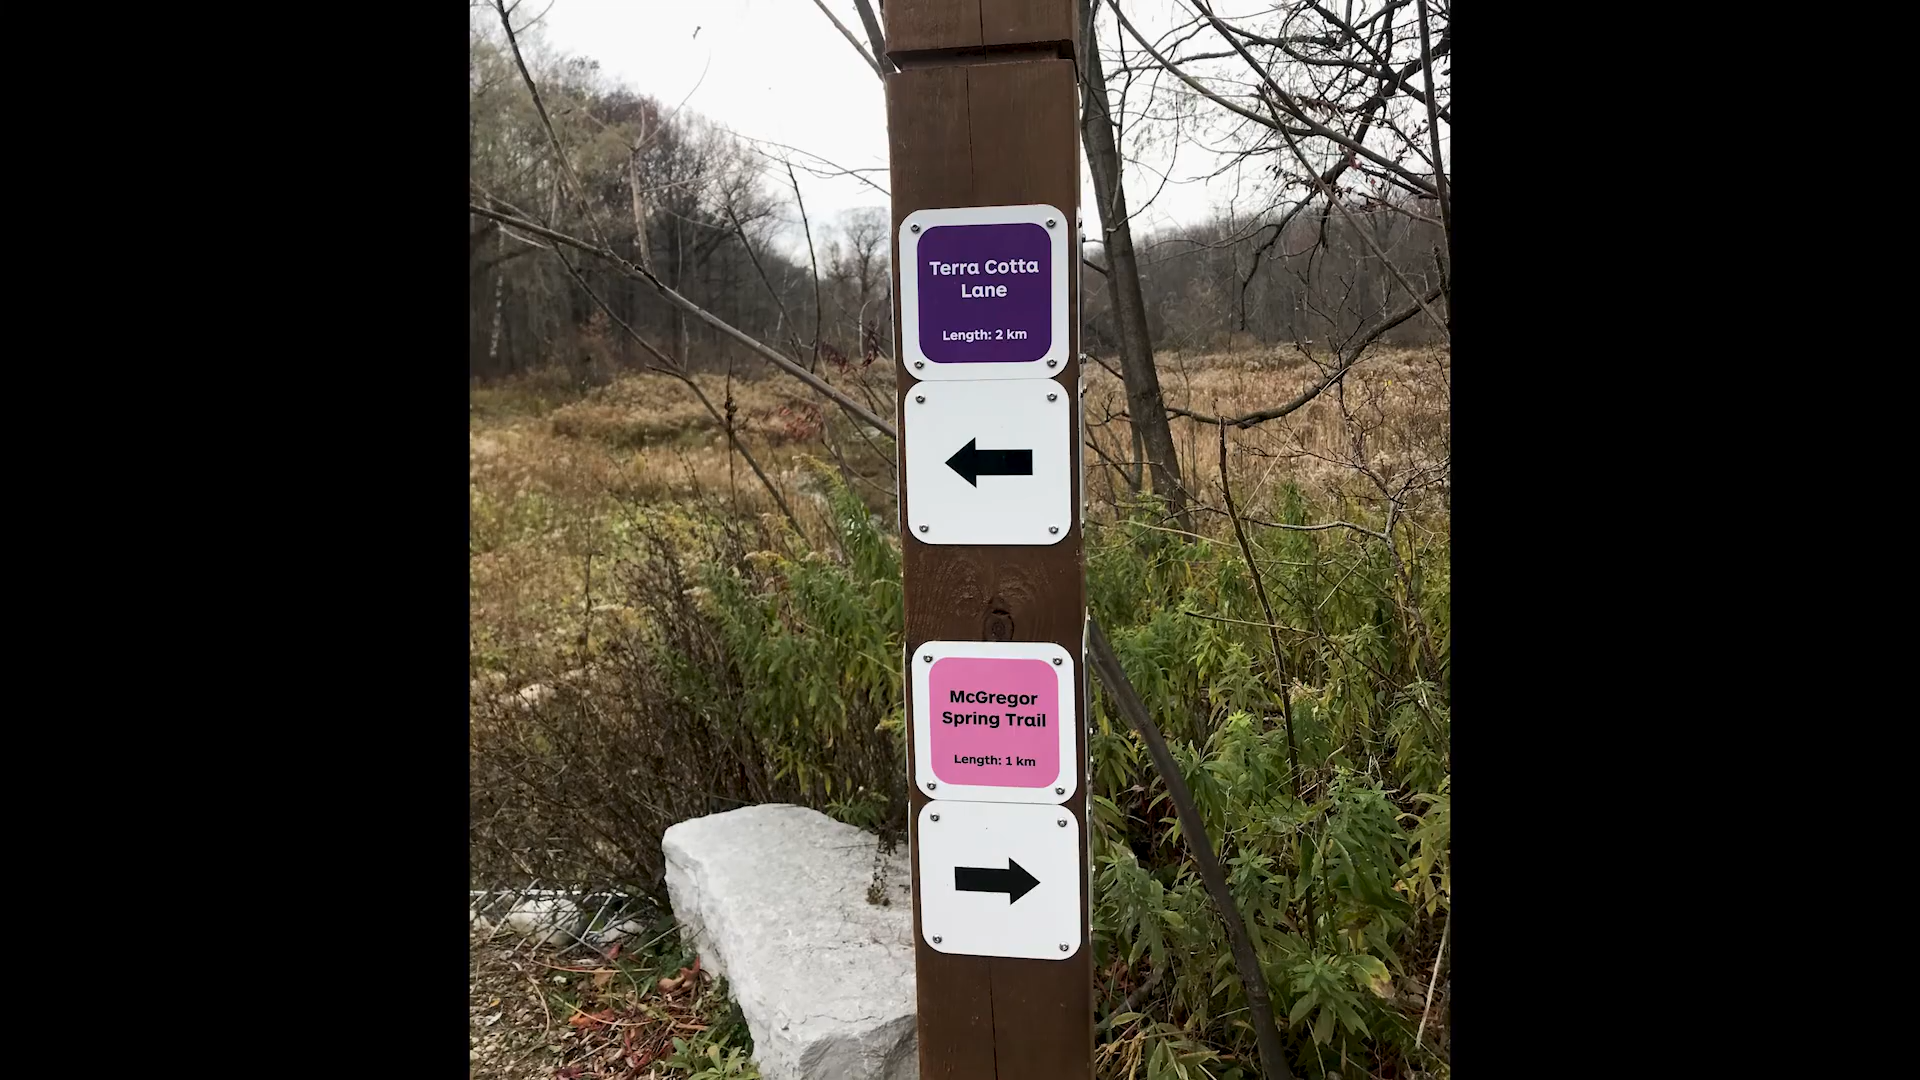 Terra Cotta
Lane
Length: 2 km
McGregor
Spring Trail
Length: 1 km